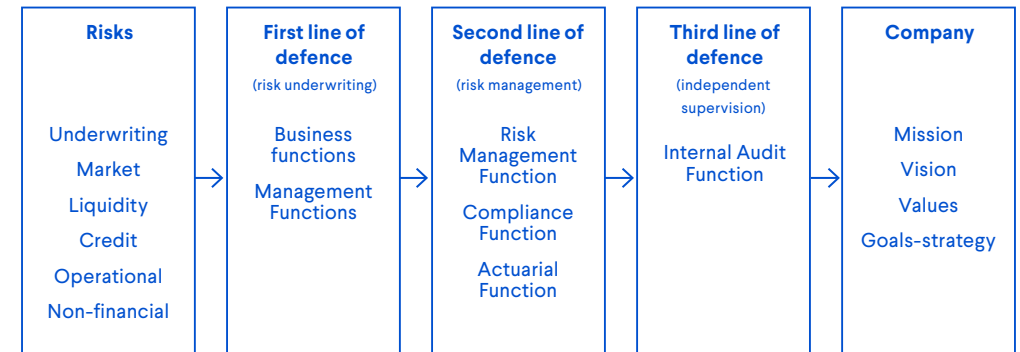 Risks
Underwriting
Market
Liquidity
Credit
Operational
Non-financial
First line of
defence
(risk underwriting)
Business
functions
Management
Functions
Second line of
defence
(risk management)
Risk
Management
Function
Compliance
Function
Actuarial
Function
Third line of
defence
(independent
supervision)
Internal Audit
Function
Company
Mission
Vision
Values
Goals-strategy